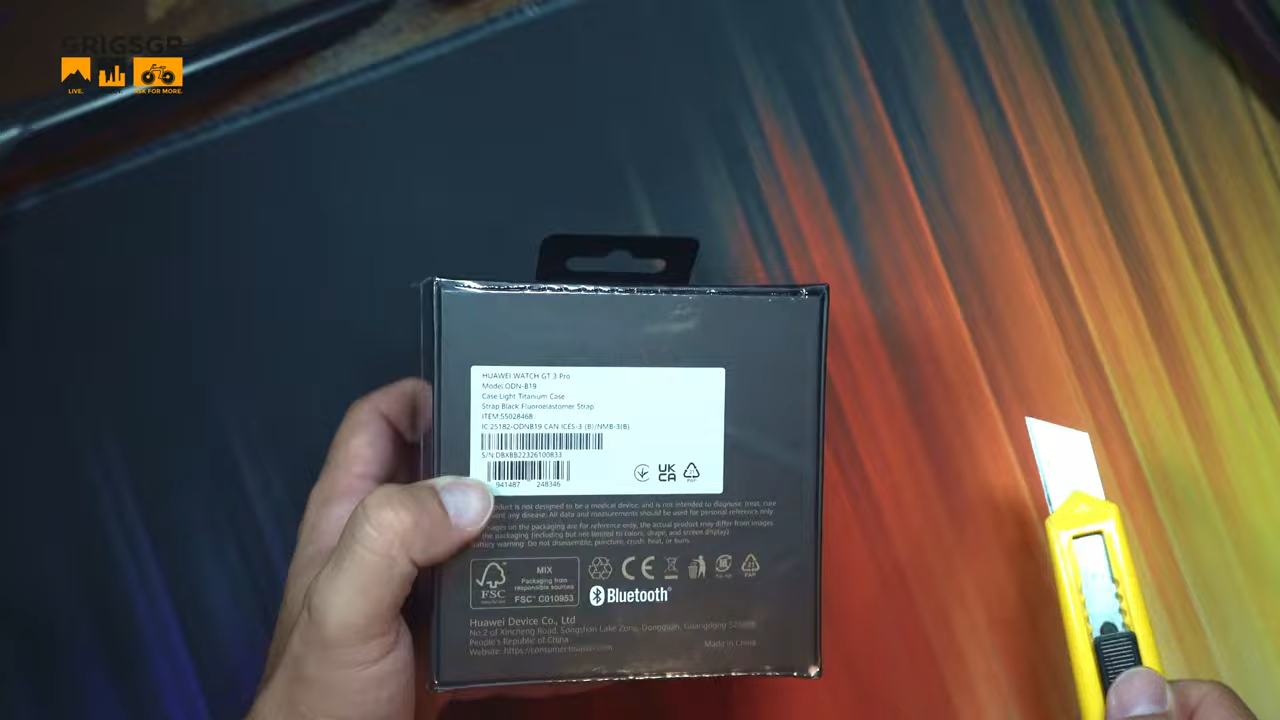 GRIGSGP
LIVE.
ASK FOR MORE.
HUAWEI WATCH GT 3 Pro
Model:ODN-B19
Case Light Titanium Case
Strap Black Fluoroelastomer Strap
ITEM:55028468
IC:25182-ODNB19 CAN ICES-3 (B)/NMB-3(B)
S/N:DBXBB22326100833
941487 248346
UK
CA
21
PAP
product is not designed to be a medical device, and is not intended to diagnose, treat, cure
any disease. All data and measurements should be used for personal reference only
images on the packaging are for reference only, the actual product may differ from images
the packaging (including but not limited to colors, shape, and screen display)
Battery warning: Do not disassemble, puncture, crush, heat, or burn.
FSC
MIX
Packaging from
responsible sources
FSC® C010953
CE
21
PAP
Bluetooth®
Huawei Device Co., Ltd
No.2 of Xincheng Road, Songshan Lake Zone, Dongguan, Guangdong 523808
People's Republic of China
Website: https://consumer.huawei.com
Made in China